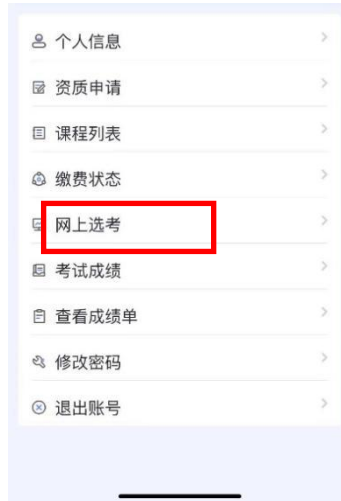 个人信息
资质申请
课程列表
缴费状态
网上选考
考试成绩
查看成绩单
修改密码
退出账号